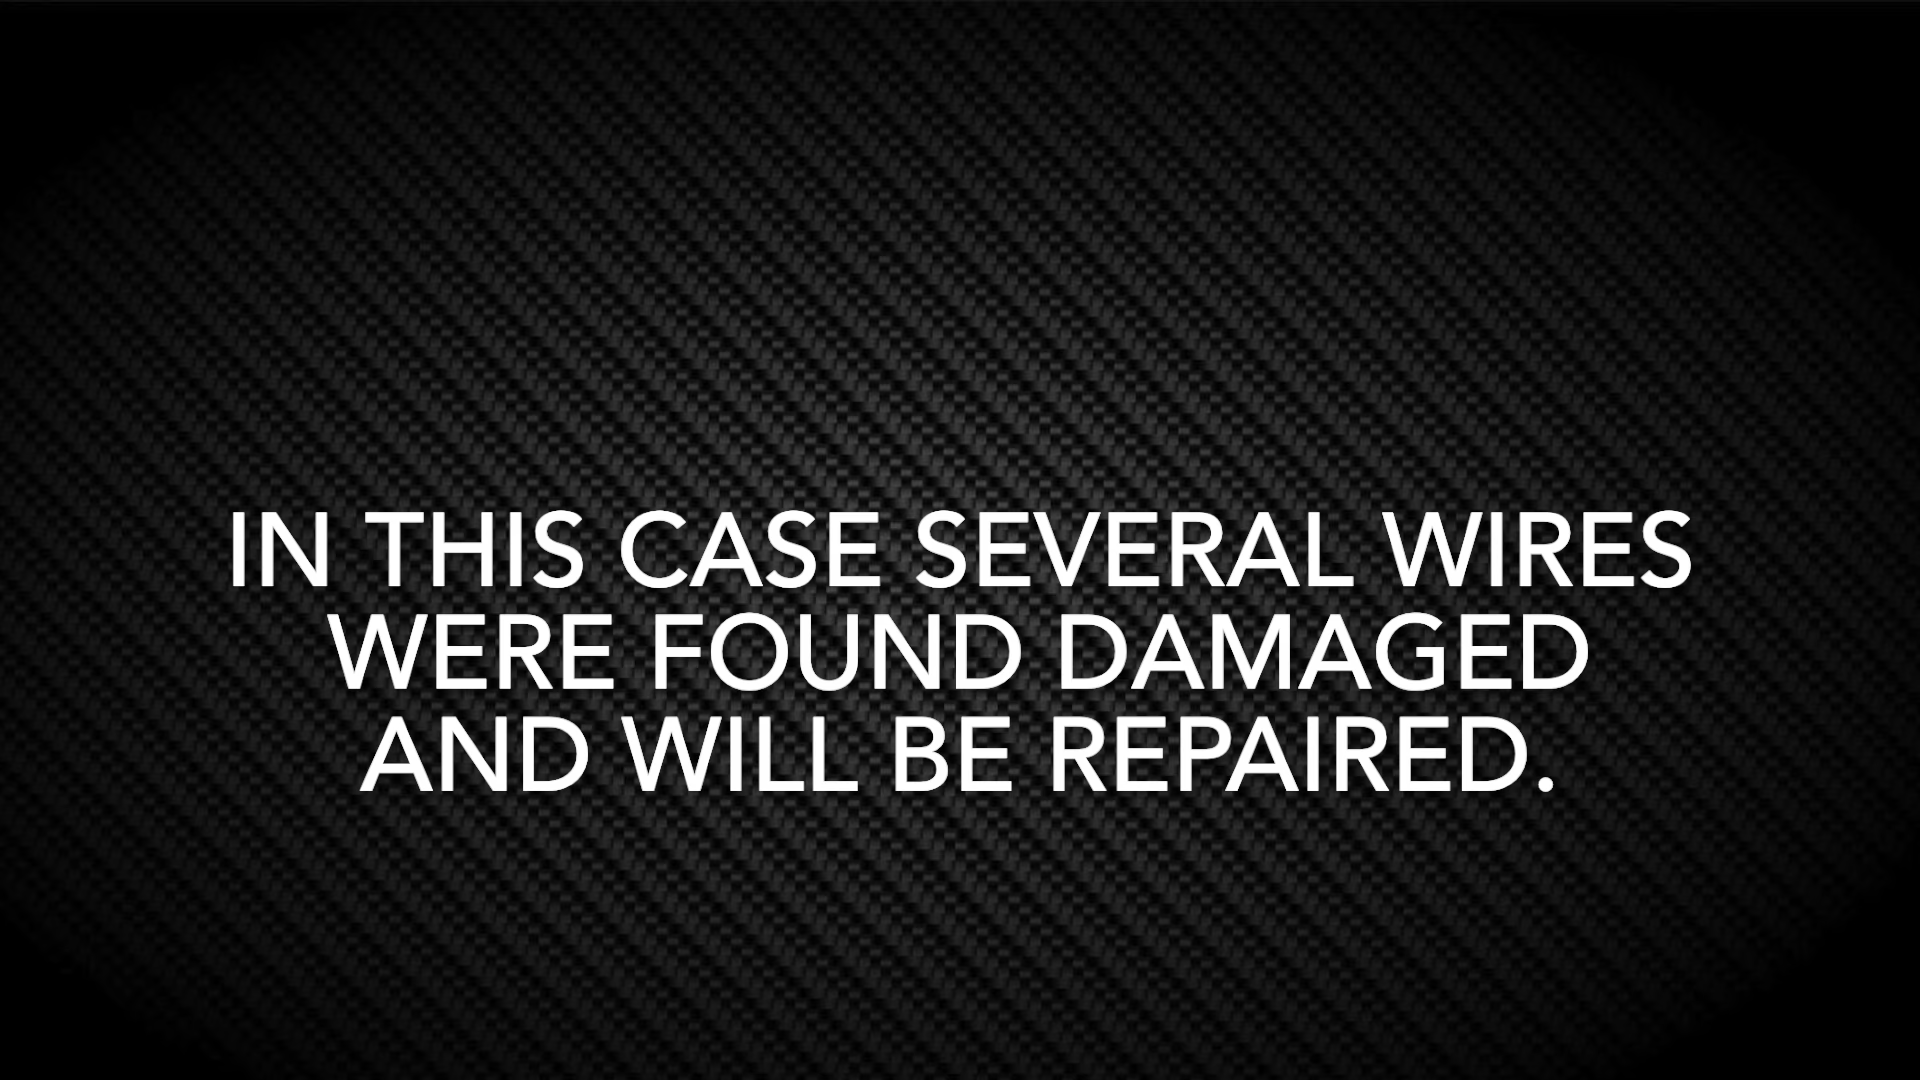 IN THIS CASE SEVERAL WIRES
WERE FOUND DAMAGED
AND WILL BE REPAIRED.